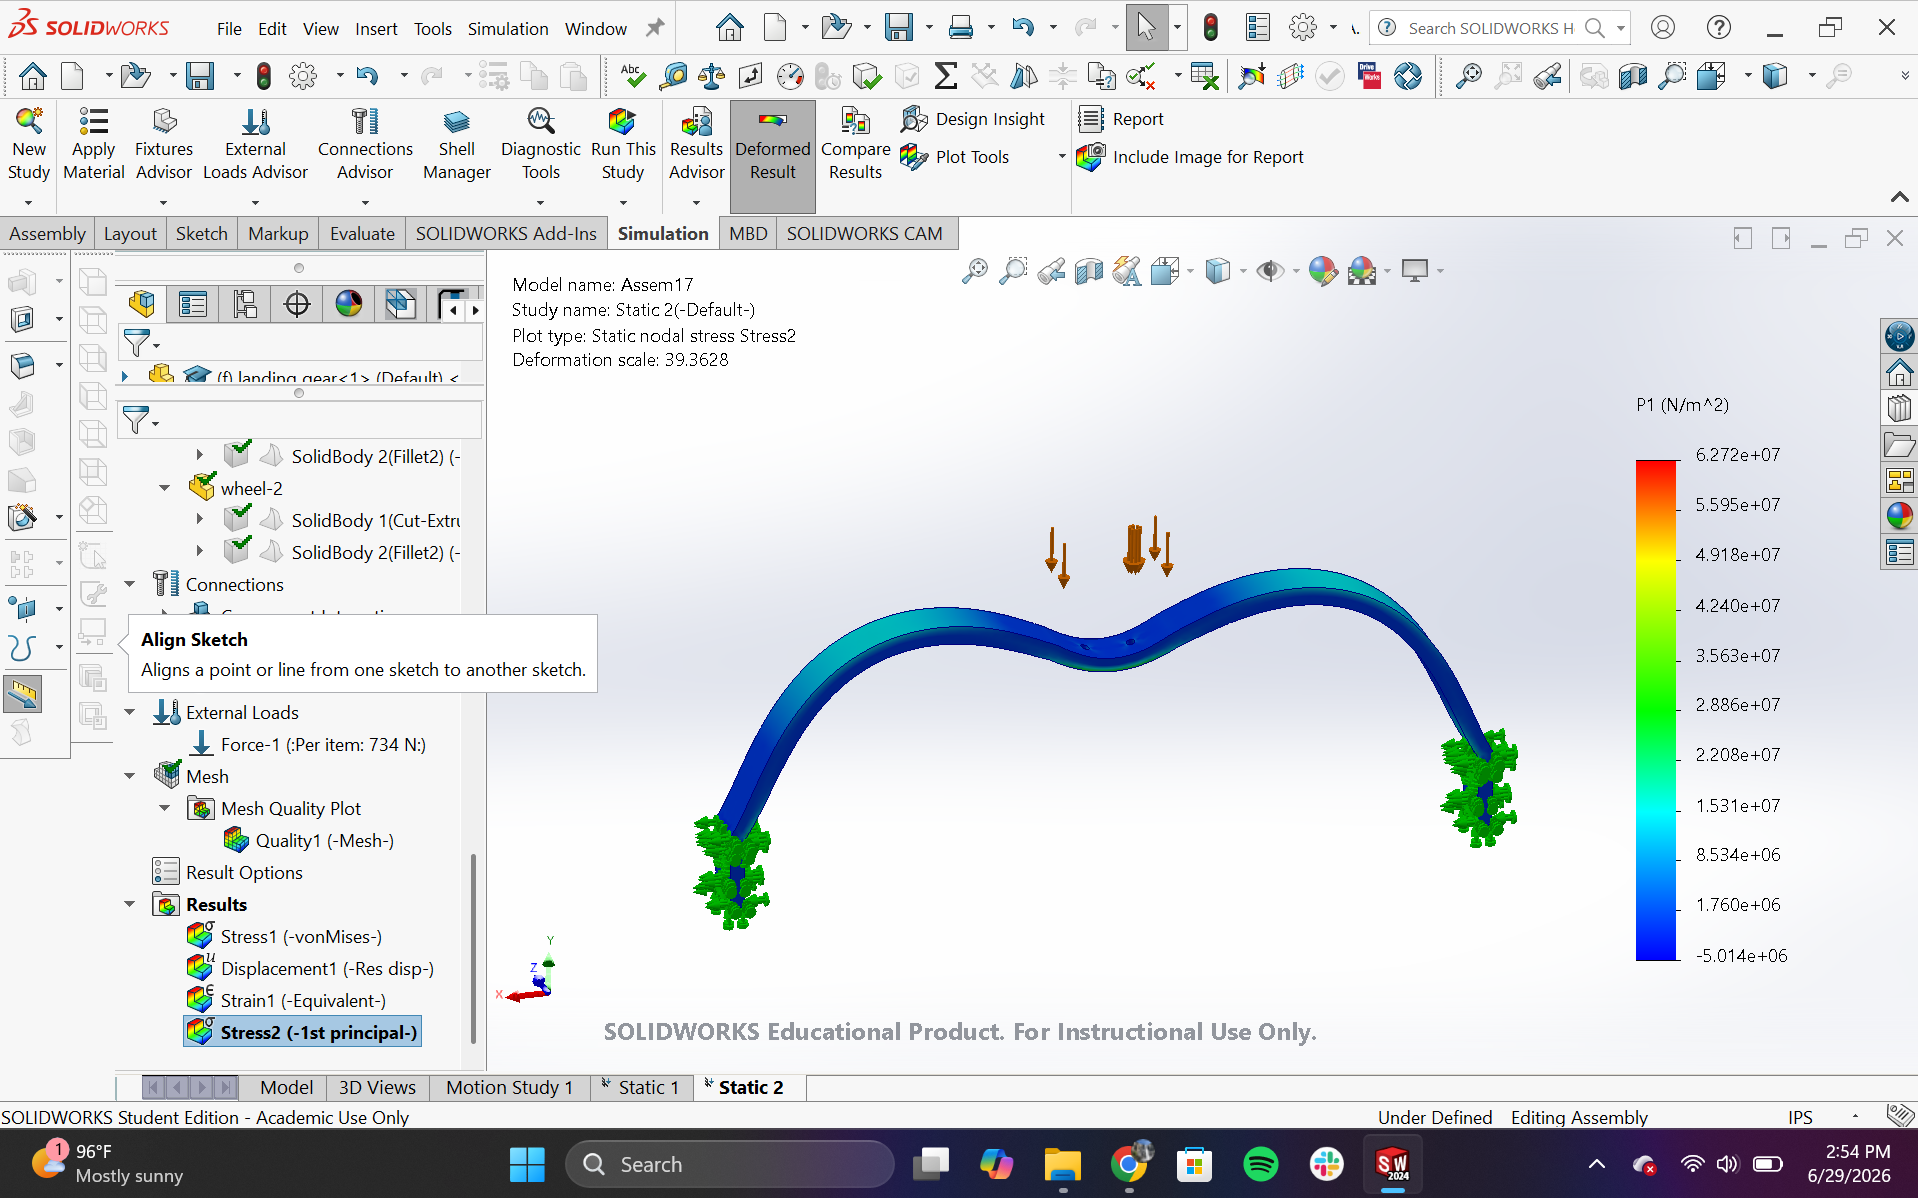 SOLIDWORKS File Edit View Insert Tools Simulation Window Search SOLIDWORKS H
New Study
Apply Material
Fixtures Advisor
External Loads Advisor
Connections Advisor
Shell Manager
Diagnostic Tools
Run This Study
Results Advisor
Deformed Result
Compare Results
Design Insight
Plot Tools
Report
Include Image for Report
Assembly Layout Sketch Markup Evaluate SOLIDWORKS Add-Ins Simulation MBD SOLIDWORKS CAM
(f) landing gear<1> (Default) <
SolidBody 2(Fillet2) (-
wheel-2
SolidBody 1(Cut-Extru
SolidBody 2(Fillet2) (-
Connections
Align Sketch
Aligns a point or line from one sketch to another sketch.
External Loads
Force-1 (:Per item: 734 N:)
Mesh
Mesh Quality Plot
Quality1 (-Mesh-)
Result Options
Results
Stress1 (-vonMises-)
Displacement1 (-Res disp-)
Strain1 (-Equivalent-)
Stress2 (-1st principal-)
Model name: Assem17
Study name: Static 2(-Default-)
Plot type: Static nodal stress Stress2
Deformation scale: 39.3628
P1 (N/m^2)
6.272e+07
5.595e+07
4.918e+07
4.240e+07
3.563e+07
2.886e+07
2.208e+07
1.531e+07
8.534e+06
1.760e+06
-5.014e+06
Y
Z
X
SOLIDWORKS Educational Product. For Instructional Use Only.
Model 3D Views Motion Study 1 Static 1 Static 2
SOLIDWORKS Student Edition - Academic Use Only Under Defined Editing Assembly IPS
1
96°F
Mostly sunny
Search
SW
2024
2:54 PM
6/29/2026